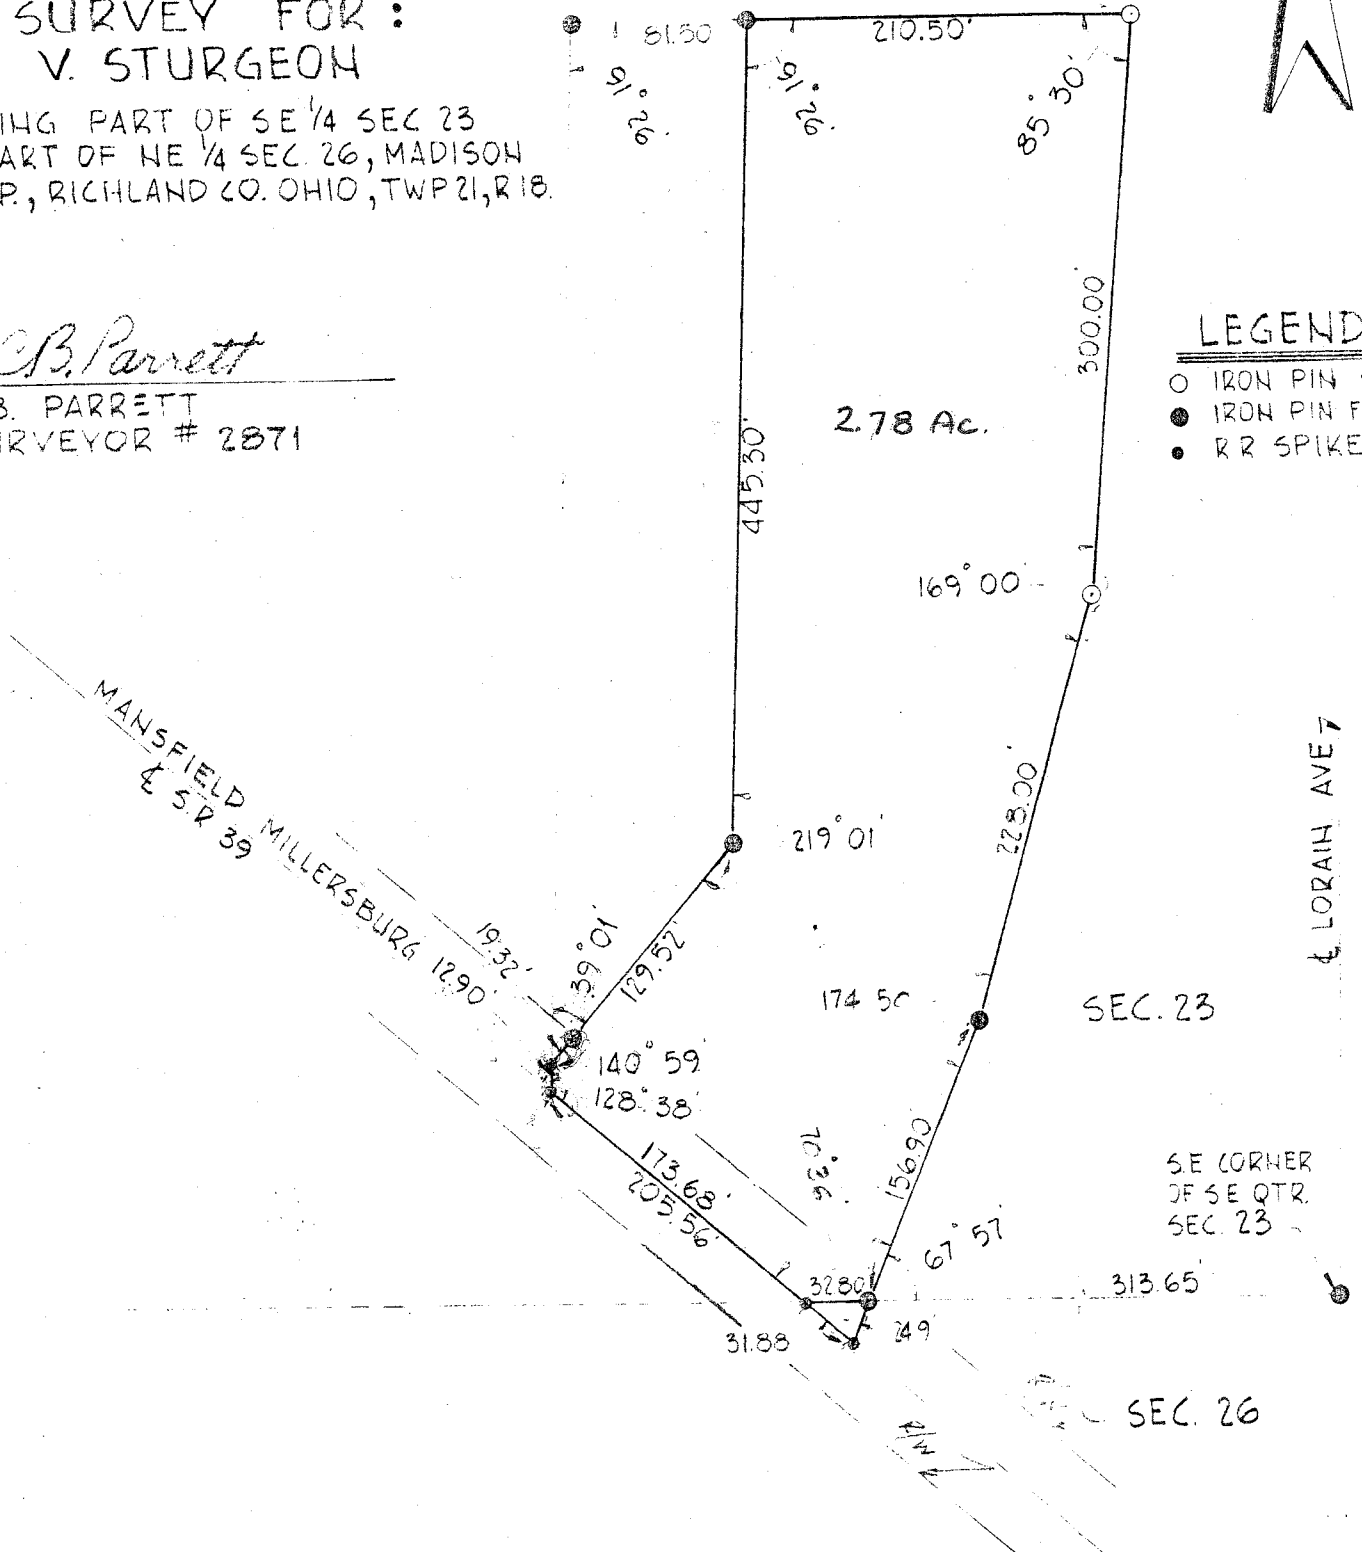 SURVEY FOR :
V. STURGEON
ING PART OF SE 1/4 SEC 23
ART OF NE 1/4 SEC. 26, MADISON
P., RICHLAND CO. OHIO, TWP 21, R 18.
C.B. Parrett
B. PARRETT
RVEYOR # 2871
81.50
210.50'
91° 26'
91° 26'
85° 30'
300.00'
445.30'
2.78 Ac.
LEGEND
IRON PIN
IRON PIN F
RR SPIKE
169° 00'
228.00'
219° 01'
MANSFIELD MILLERSBURG
℄ S.R 39
12.90'
19.32'
39° 01'
129.52'
174 50
SEC. 23
℄ LORAIN AVE
140° 59'
128° 38'
173.68'
205.56'
156.90'
67° 57'
S.E CORNER
OF S E QTR.
SEC. 23
32.80
313.65'
31.88
SEC. 26
R/W